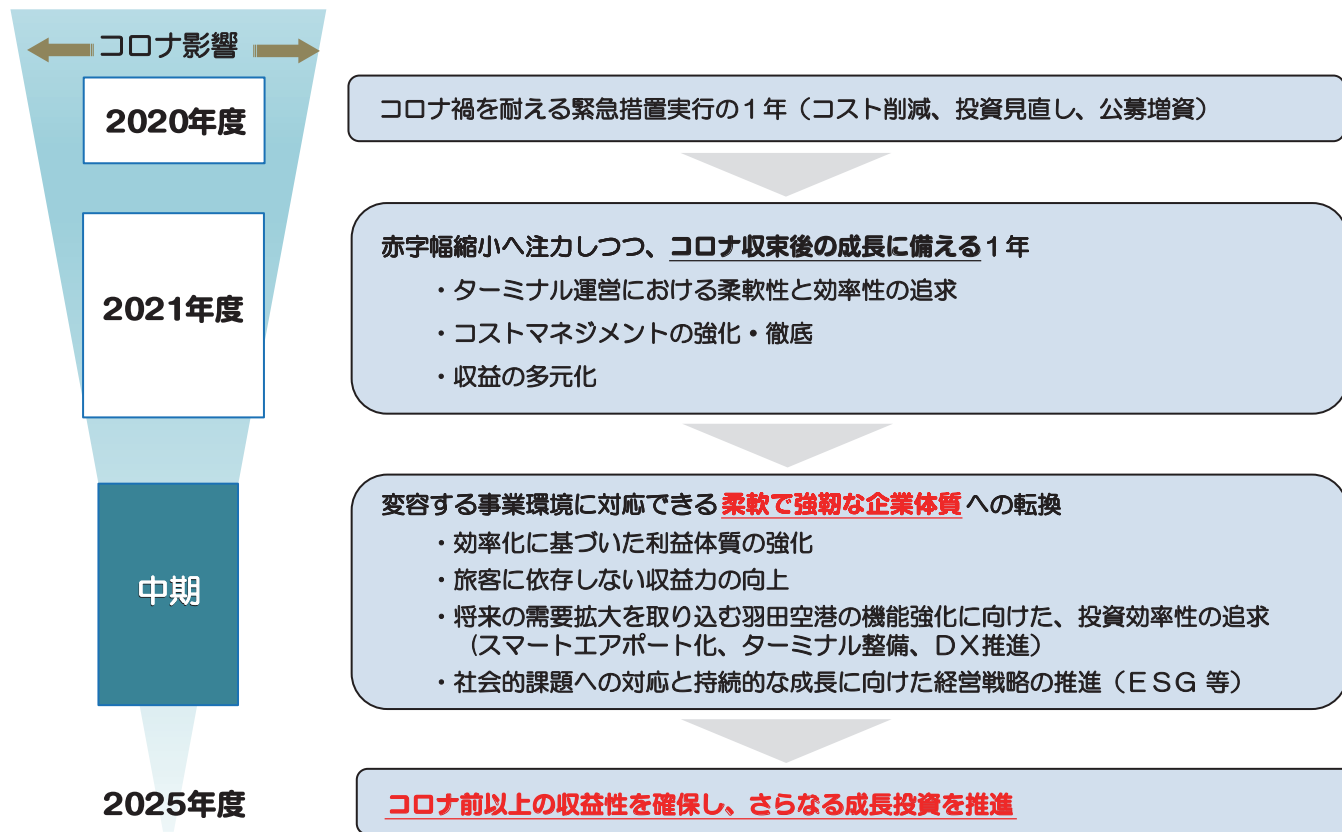 コロナ影響
2020年度
コロナ禍を耐える緊急措置実行の1年（コスト削減、投資見直し、公募増資）
2021年度
赤字幅縮小へ注力しつつ、コロナ収束後の成長に備える1年
・ターミナル運営における柔軟性と効率性の追求
・コストマネジメントの強化・徹底
・収益の多元化
中期
変容する事業環境に対応できる柔軟で強靭な企業体質への転換
・効率化に基づいた利益体質の強化
・旅客に依存しない収益力の向上
・将来の需要拡大を取り込む羽田空港の機能強化に向けた、投資効率性の追求
（スマートエアポート化、ターミナル整備、ＤＸ推進）
・社会的課題への対応と持続的な成長に向けた経営戦略の推進（ＥＳＧ 等）
2025年度
コロナ前以上の収益性を確保し、さらなる成長投資を推進